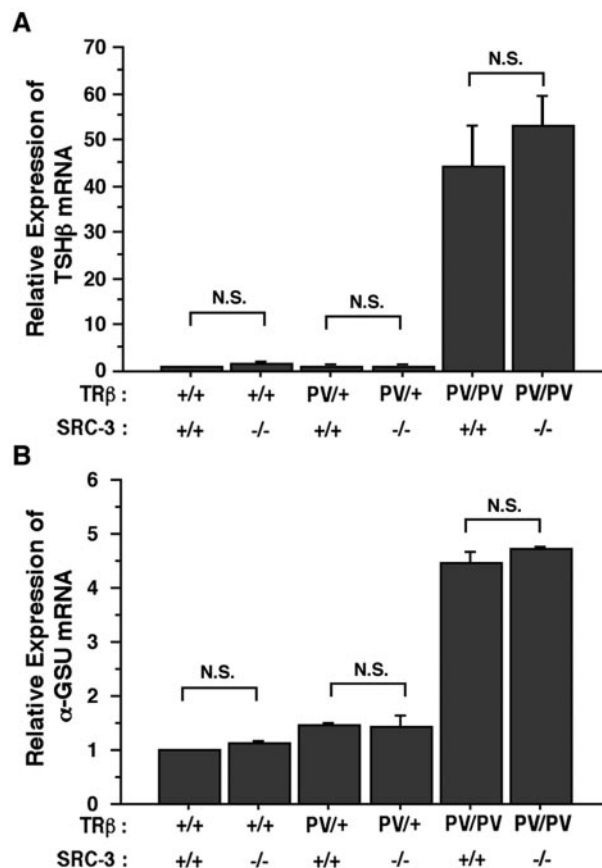 A
Relative Expression of
TSHβ mRNA
70
60
50
40
30
20
10
0
N.S.
N.S.
N.S.
TRβ : +/+ +/+ PV/+ PV/+ PV/PV PV/PV
SRC-3 : +/+ -/- +/+ -/- +/+ -/-
B
Relative Expression of
α-GSU mRNA
6
5
4
3
2
1
0
N.S.
N.S.
N.S.
TRβ : +/+ +/+ PV/+ PV/+ PV/PV PV/PV
SRC-3 : +/+ -/- +/+ -/- +/+ -/-